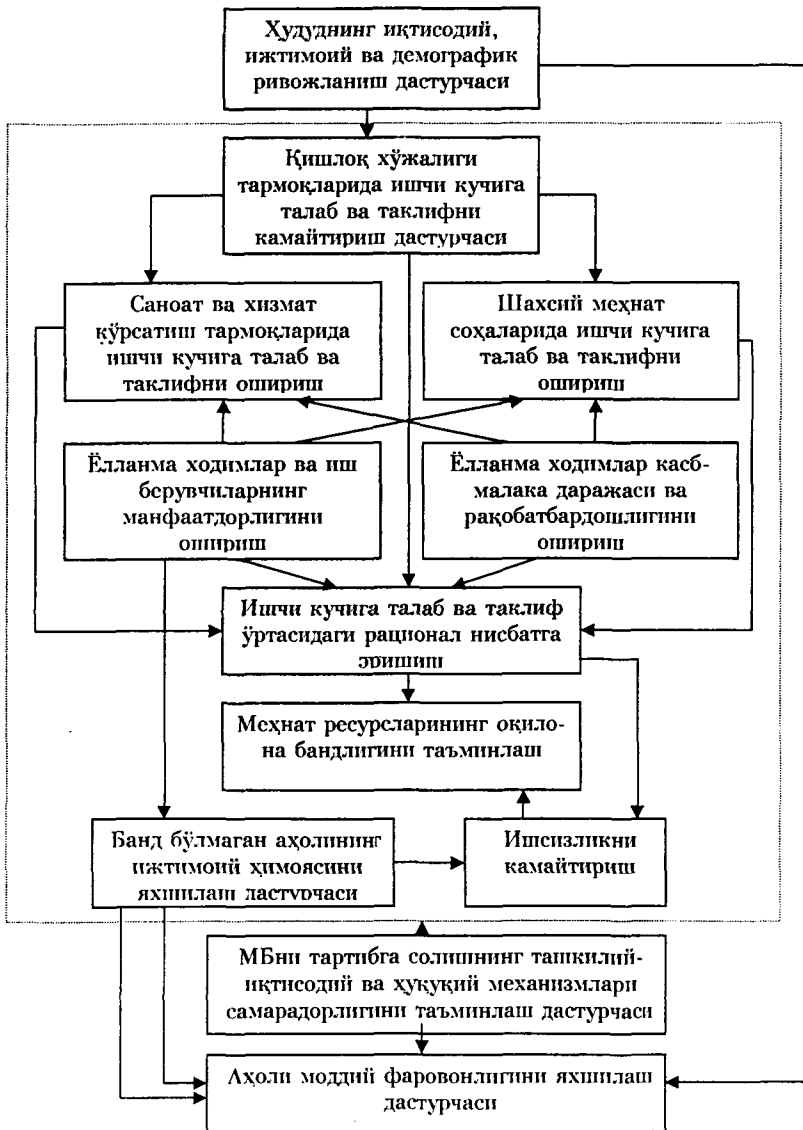 Ҳудуднинг иқтисодий,
ижтимоий ва демографик
ривожланиш дастурчаси
Қишлоқ хўжалиги
тармоқларида ишчи кучига
талаб ва таклифни
камайтириш дастурчаси
Саноат ва хизмат
кўрсатиш тармоқларида
ишчи кучига талаб ва
таклифни ошириш
Шахсий меҳнат
соҳаларида ишчи кучига
талаб ва таклифни
ошириш
Ёлланма ходимлар ва иш
берувчиларнинг
манфаатдорлигини
ошириш
Ёлланма ходимлар касб-
малака даражаси ва
рақобатбардошлигини
ошириш
Ишчи кучига талаб ва таклиф
ўртасидаги рационал нисбатга
эришиш
Меҳнат ресурсларининг оқило-
на бандлигини таъминлаш
Банд бўлмаган аҳолининг
ижтимоий ҳимоясини
яхшилаш дастурчаси
Ишсизликни
камайтириш
МБни тартибга солишнинг ташкилий-
иқтисодий ва ҳуқуқий механизмлари
самарадорлигини таъминлаш дастурчаси
Аҳоли моддий фаровонлигини яхшилаш
дастурчаси